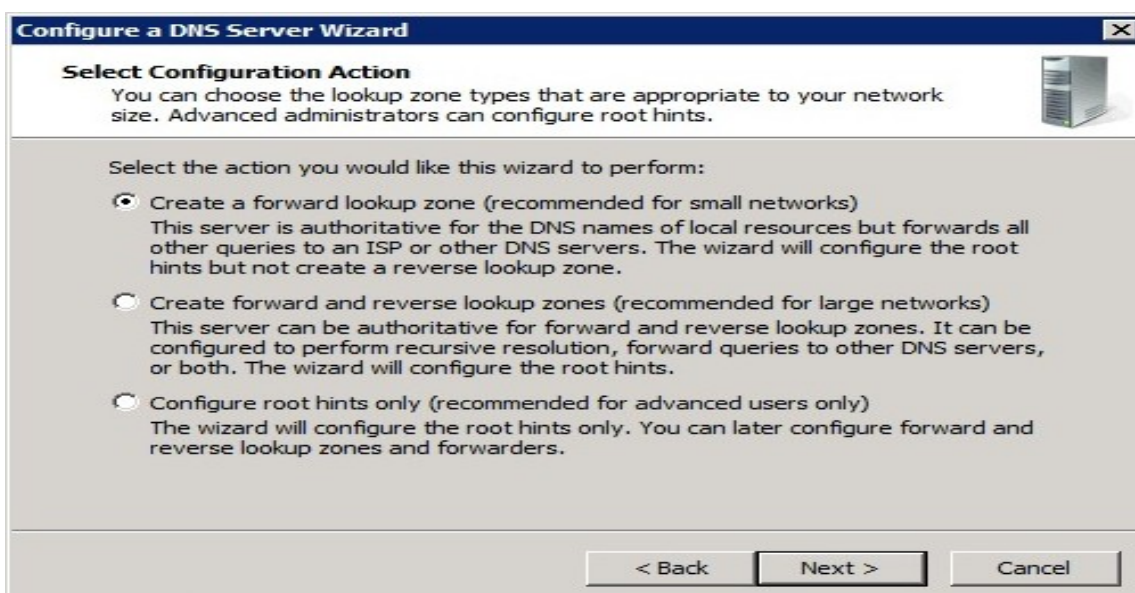 Configure a DNS Server Wizard
Select Configuration Action
You can choose the lookup zone types that are appropriate to your network
size. Advanced administrators can configure root hints.
Select the action you would like this wizard to perform:
Create a forward lookup zone (recommended for small networks)
This server is authoritative for the DNS names of local resources but forwards all
other queries to an ISP or other DNS servers. The wizard will configure the root
hints but not create a reverse lookup zone.
Create forward and reverse lookup zones (recommended for large networks)
This server can be authoritative for forward and reverse lookup zones. It can be
configured to perform recursive resolution, forward queries to other DNS servers,
or both. The wizard will configure the root hints.
Configure root hints only (recommended for advanced users only)
The wizard will configure the root hints only. You can later configure forward and
reverse lookup zones and forwarders.
< Back Next > Cancel